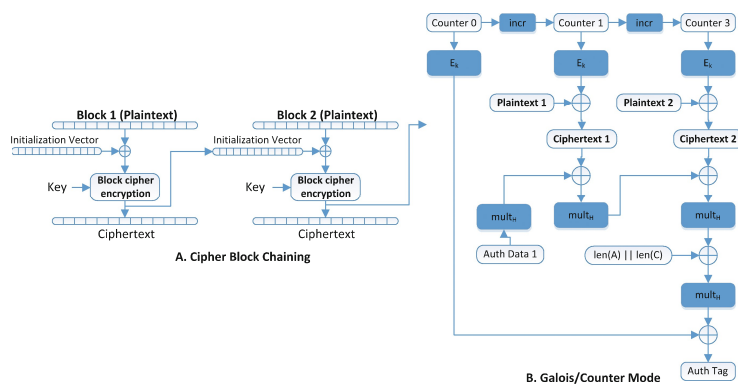 Counter 0
incr
Counter 1
incr
Counter 3
Ek
Ek
Ek
Plaintext 1
Plaintext 2
Ciphertext 1
Ciphertext 2
multH
multH
multH
Auth Data 1
len(A) || len(C)
multH
Auth Tag
B. Galois/Counter Mode
Block 1 (Plaintext)
Block 2 (Plaintext)
Initialization Vector
Initialization Vector
Key
Block cipher
encryption
Key
Block cipher
encryption
Ciphertext
Ciphertext
A. Cipher Block Chaining